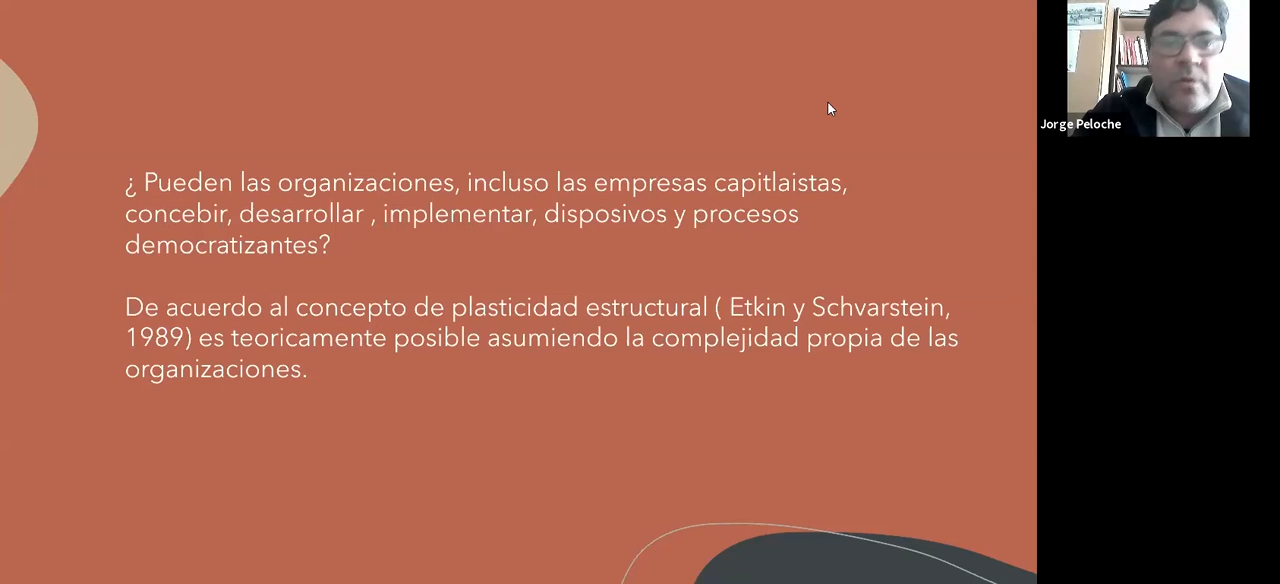 ¿ Pueden las organizaciones, incluso las empresas capitlaistas,
concebir, desarrollar , implementar, disposivos y procesos
democratizantes?
De acuerdo al concepto de plasticidad estructural ( Etkin y Schvarstein,
1989) es teoricamente posible asumiendo la complejidad propia de las
organizaciones.
Jorge Peloche